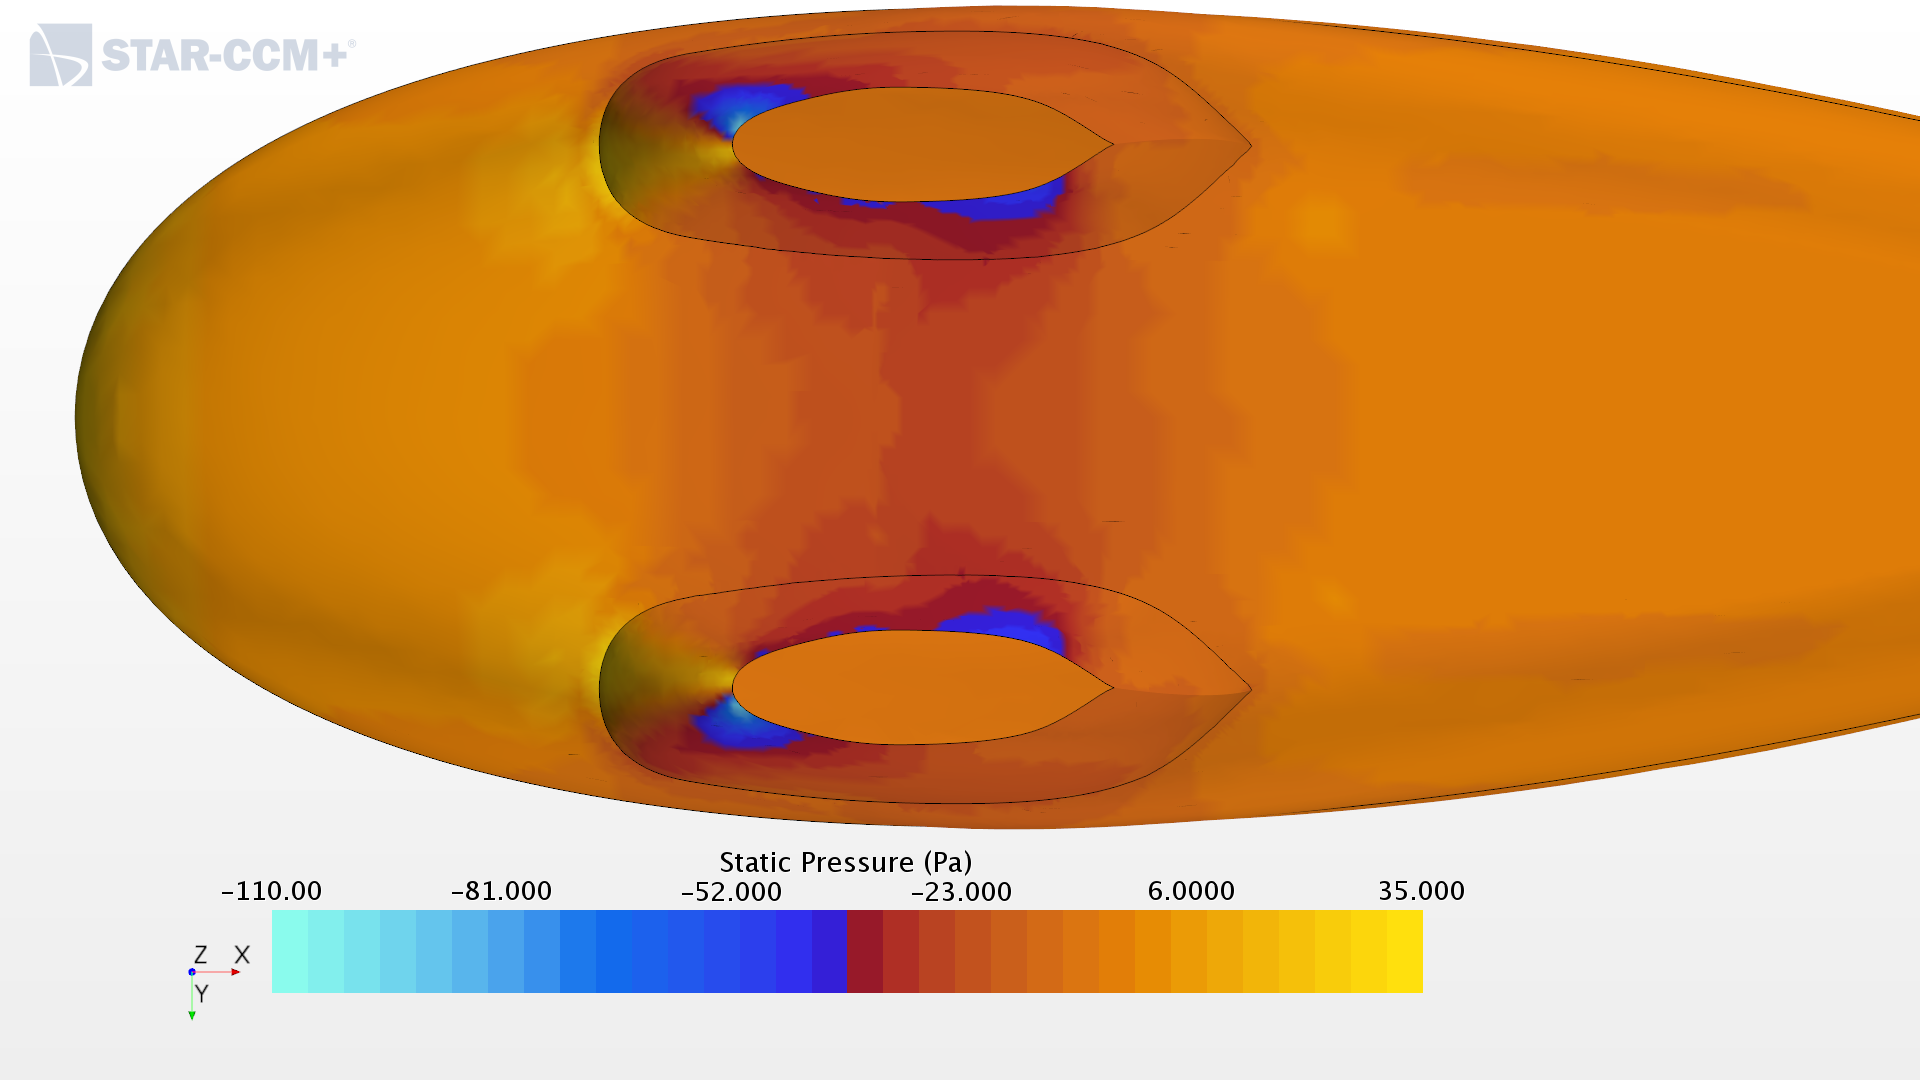 STAR-CCM+®
Static Pressure (Pa)
-110.00 -81.000 -52.000 -23.000 6.0000 35.000
Z X
Y